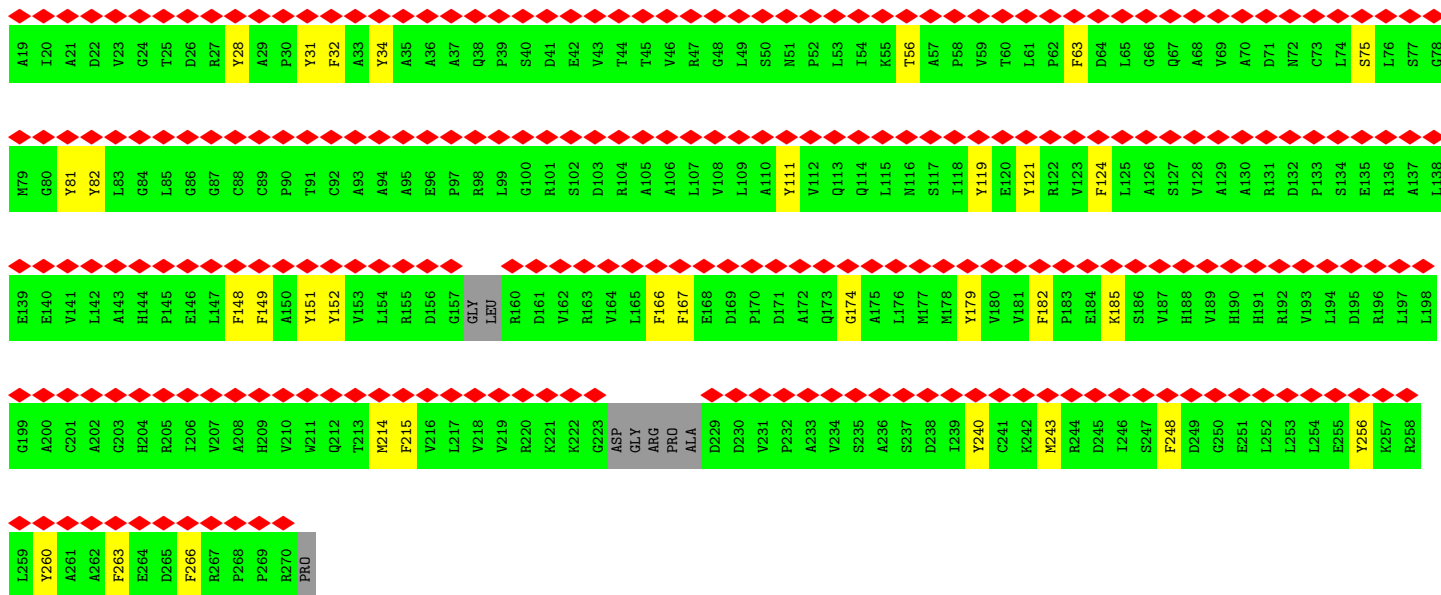 A19 I20 A21 D22 V23 G24 T25 D26 R27 Y28 A29 P30 Y31 F32 A33 Y34 A35 A36 A37 Q38 P39 S40 D41 E42 V43 T44 T45 V46 R47 G48 L49 S50 N51 P52 L53 I54 K55 T56 A57 P58 V59 T60 L61 P62 F63 D64 L65 G66 Q67 A68 V69 A70 D71 N72 C73 L74 S75 L76 S77 G78
M79 G80 Y81 Y82 L83 G84 L85 G86 G87 C88 G89 P90 T91 C92 A93 A94 A95 E96 P97 R98 L99 G100 R101 S102 D103 R104 A105 A106 L107 V108 L109 A110 Y111 V112 Q113 Q114 L115 N116 S117 I118 Y119 E120 Y121 R122 V123 F124 L125 A126 S127 V128 A129 A130 R131 D132 P133 S134 E135 R136 A137 L138
E139 E140 V141 L142 A143 H144 P145 E146 L147 F148 F149 A150 Y151 Y152 V153 L154 R155 D156 G157 GLY LEU R160 D161 V162 R163 V164 L165 F166 F167 E168 D169 P170 D171 A172 Q173 G174 A175 L176 M177 M178 Y179 V180 V181 F182 P183 E184 K185 S186 V187 H188 V189 H190 H191 R192 V193 L194 D195 R196 L197 L198
G199 A200 C201 A202 G203 H204 R205 I206 V207 A208 H209 V210 W211 Q212 T213 M214 F215 V216 L217 V218 V219 R220 K221 K222 G223 ASP GLY ARG PRO ALA D229 D230 V231 P232 A233 V234 S235 A236 S237 D238 I239 Y240 C241 K242 M243 R244 D245 I246 S247 F248 D249 G250 E251 L252 L253 L254 E255 Y256 K257 R258
L259 Y260 A261 A262 F263 E264 D265 F266 R267 P268 P269 R270 PRO